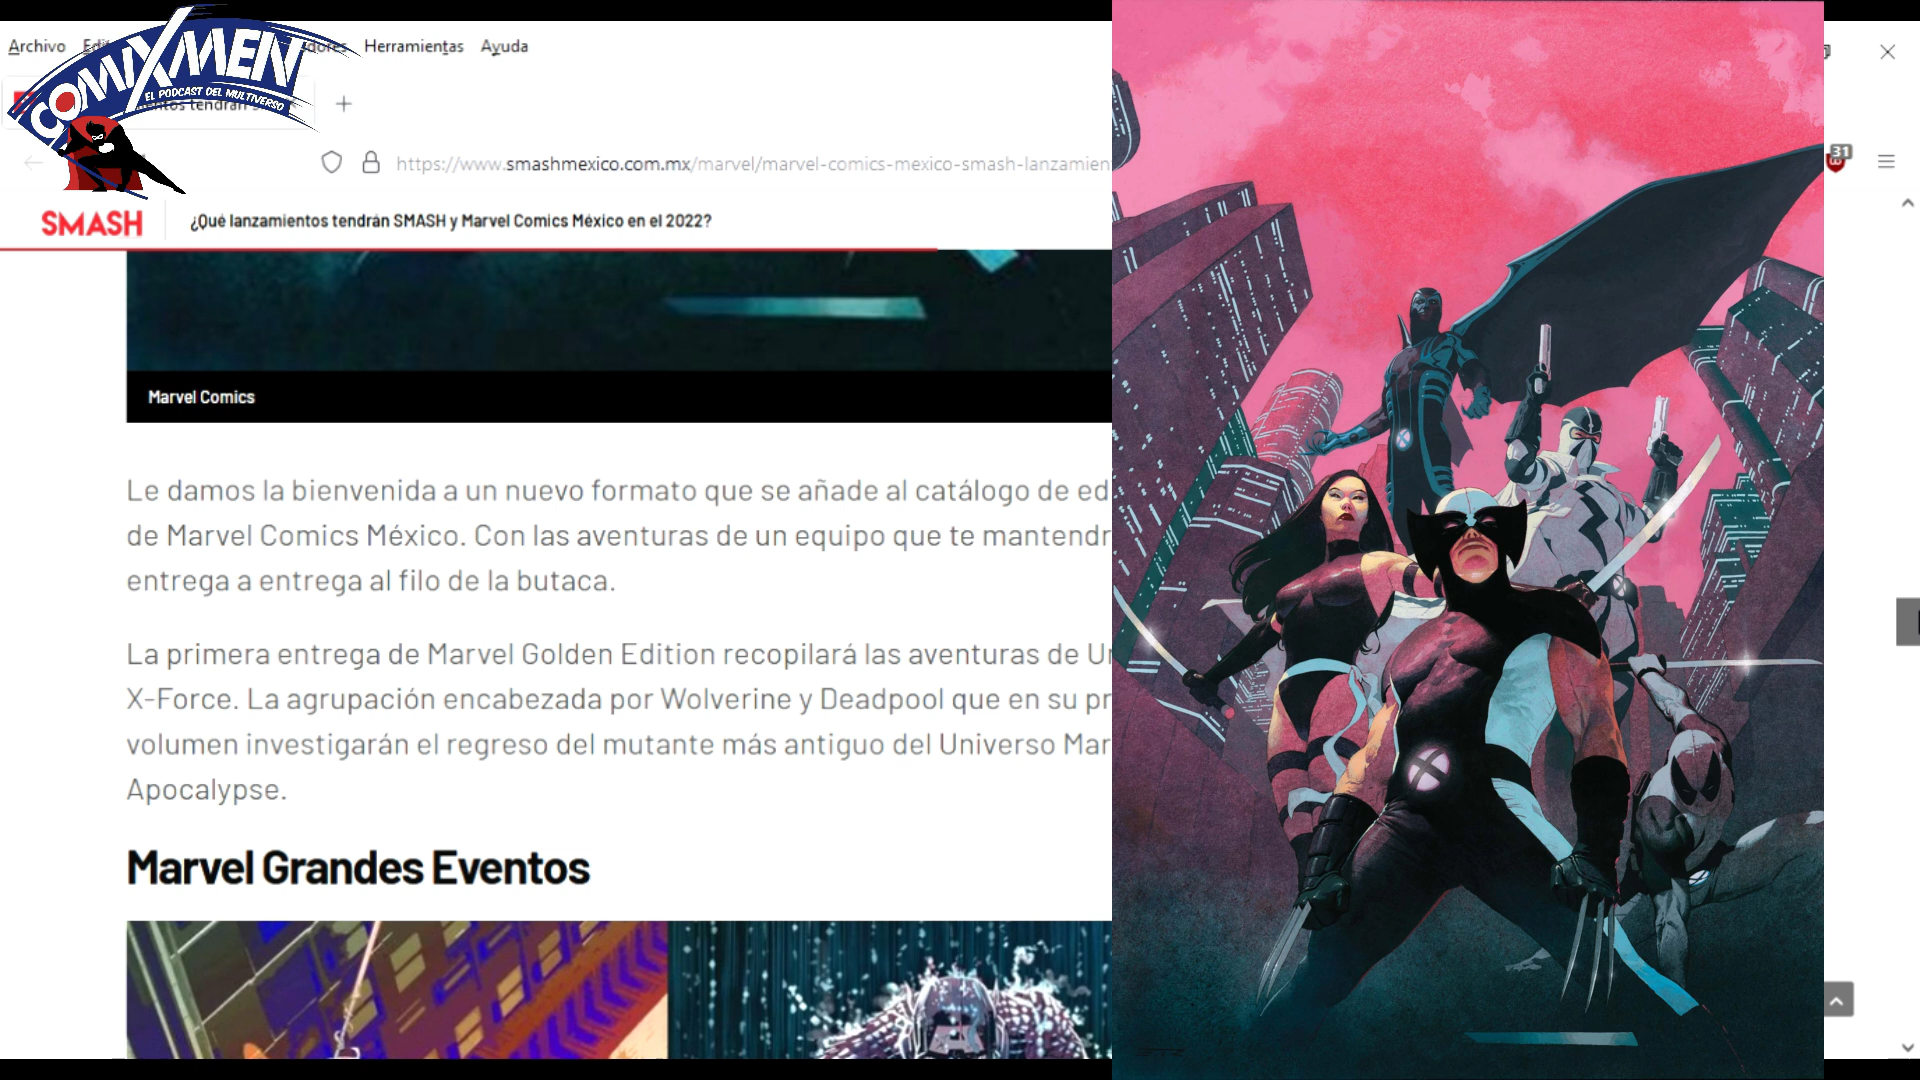 Archivo Herramientas Ayuda
COMIXMEN
EL PODCAST DEL MULTIVERSO
tendrán
https://www.smashmexico.com.mx/marvel/marvel-comics-mexico-smash-lanzamien
31
SMASH ¿Qué lanzamientos tendrán SMASH y Marvel Comics México en el 2022?
Marvel Comics
Le damos la bienvenida a un nuevo formato que se añade al catálogo de ed
de Marvel Comics México. Con las aventuras de un equipo que te mantendr
entrega a entrega al filo de la butaca.
La primera entrega de Marvel Golden Edition recopilará las aventuras de Un
X-Force. La agrupación encabezada por Wolverine y Deadpool que en su pr
volumen investigarán el regreso del mutante más antiguo del Universo Mar
Apocalypse.
Marvel Grandes Eventos